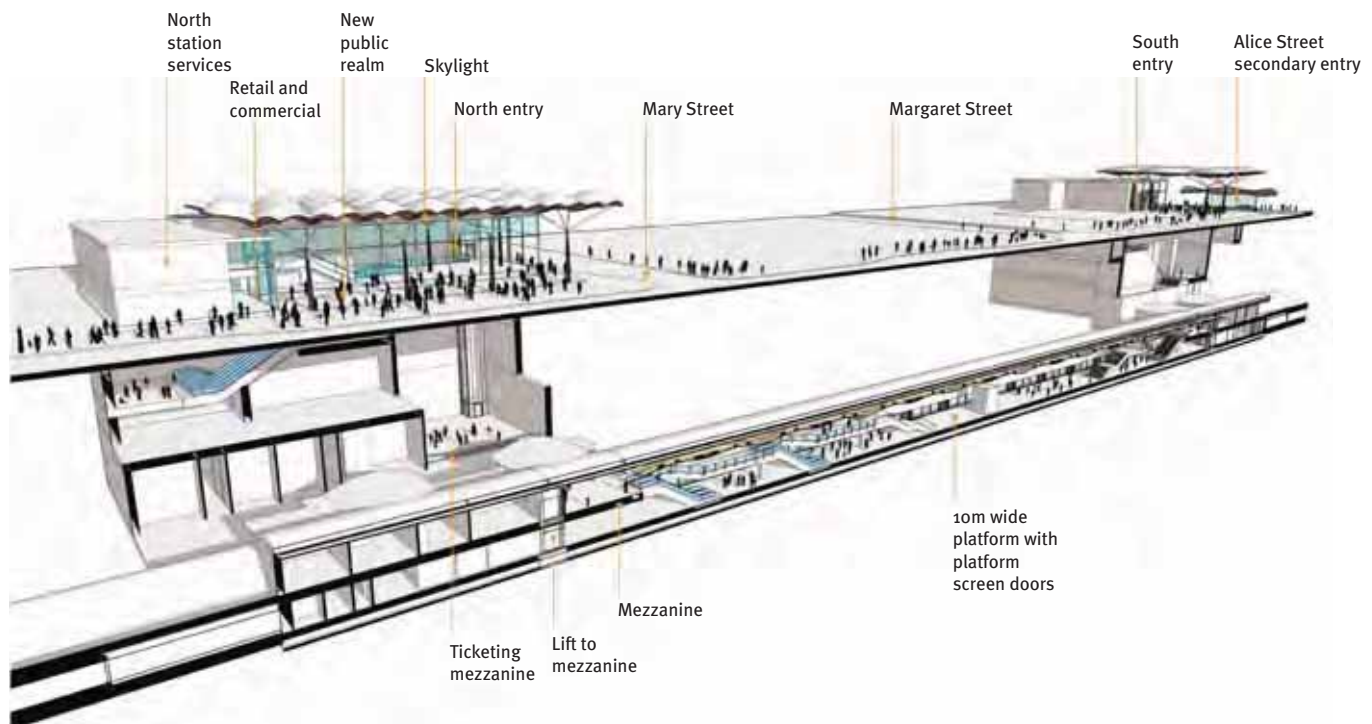 North
station
services
Retail and
commercial
New
public
realm
Skylight
North entry
Mary Street
Margaret Street
South
entry
Alice Street
secondary entry
10m wide
platform with
platform
screen doors
Mezzanine
Lift to
mezzanine
Ticketing
mezzanine